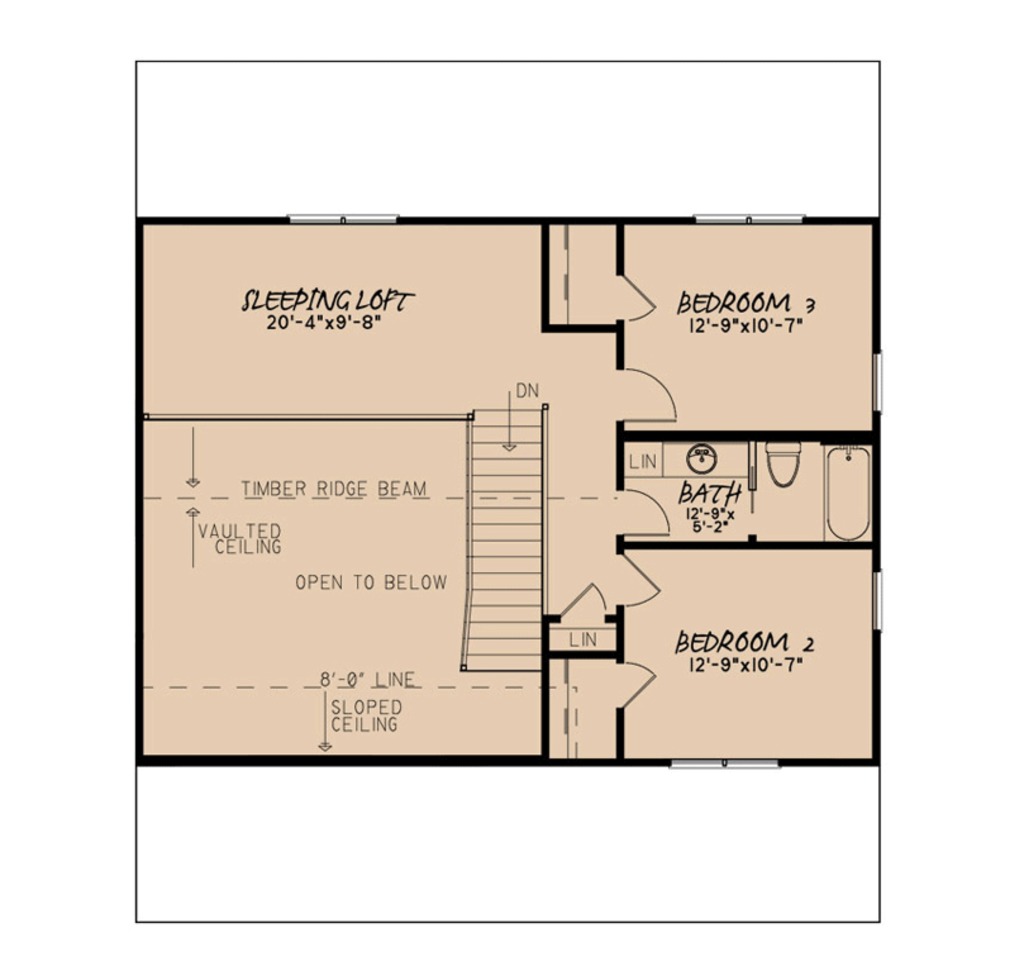 SLEEPING LOFT
20'-4"x9'-8"
BEDROOM 3
12'-9"x10'-7"
DN
LIN
BATH
12'-9"x
5'-2"
TIMBER RIDGE BEAM
VAULTED
CEILING
OPEN TO BELOW
LIN
BEDROOM 2
12'-9"x10'-7"
8'-0" LINE
SLOPED
CEILING